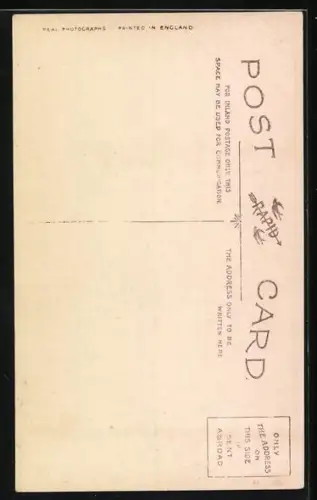 REAL PHOTOGRAPHS : PRINTED IN ENGLAND
POST CARD
RAPID
FOR INLAND POSTAGE ONLY THIS
SPACE MAY BE USED FOR COMMUNICATION.
THE ADDRESS ONLY TO BE
WRITTEN HERE.
ONLY
THE ADDRESS
ON
THIS SIDE
IF
SENT
ABROAD